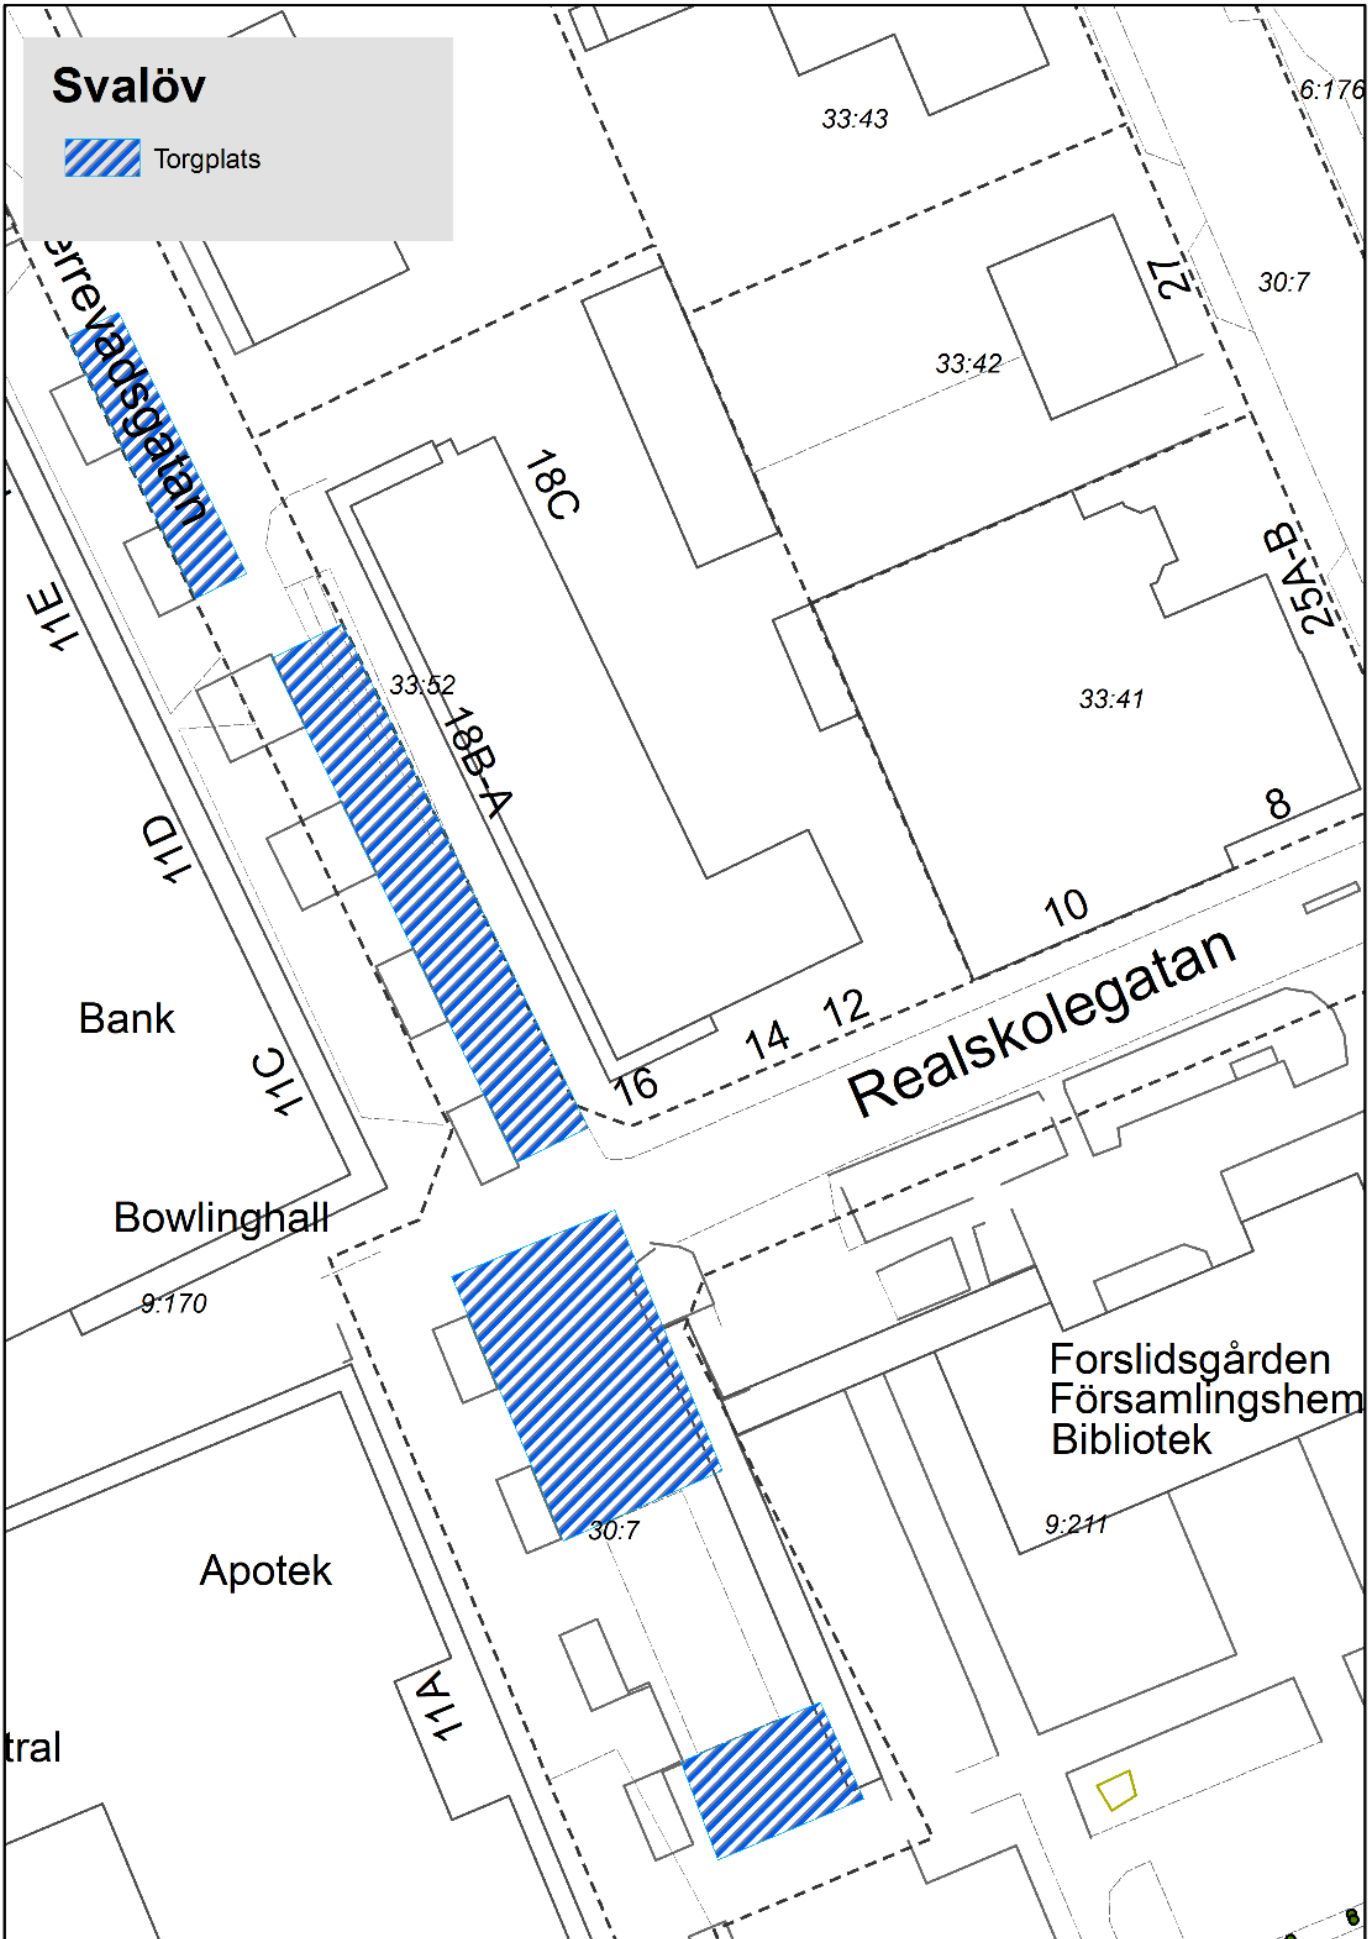 Svalöv
Torgplats
33:43
6:176
errevadsgatan
27
30:7
33:42
18C
25A-B
11E
33:52
33:41
18B-A
8
11D
10
Realskolegatan
12
14
Bank
11C
16
Bowlinghall
9:170
Forslidsgården
Församlingshem
Bibliotek
9:211
30:7
Apotek
11A
tral